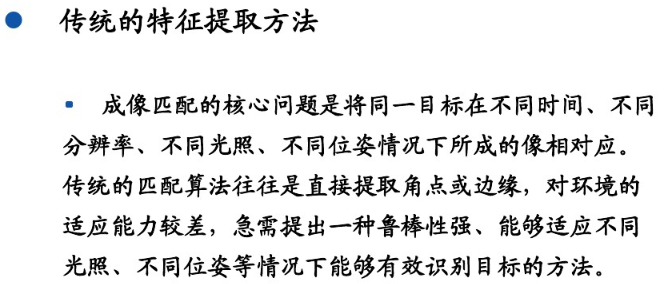 传统的特征提取方法
成像匹配的核心问题是将同一目标在不同时间、不同
分辨率、不同光照、不同位姿情况下所成的像相对应。
传统的匹配算法往往是直接提取角点或边缘，对环境的
适应能力较差，急需提出一种鲁棒性强、能够适应不同
光照、不同位姿等情况下能够有效识别目标的方法。